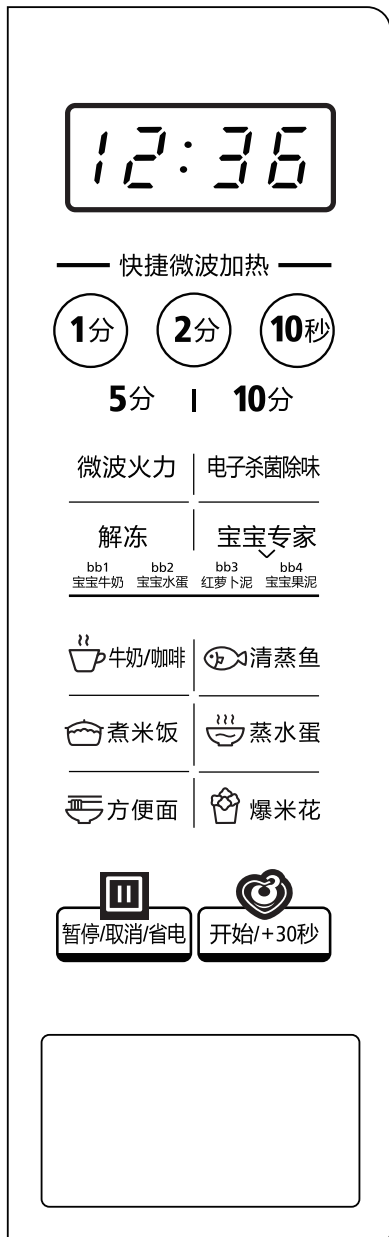 12:36
快捷微波加热
1分 2分 10秒
5分 10分
微波火力 电子杀菌除味
解冻 宝宝专家
bb1 bb2 bb3 bb4
宝宝牛奶 宝宝水蛋 红萝卜泥 宝宝果泥
牛奶/咖啡 清蒸鱼
煮米饭 蒸水蛋
方便面 爆米花
暂停/取消/省电 开始/+30秒